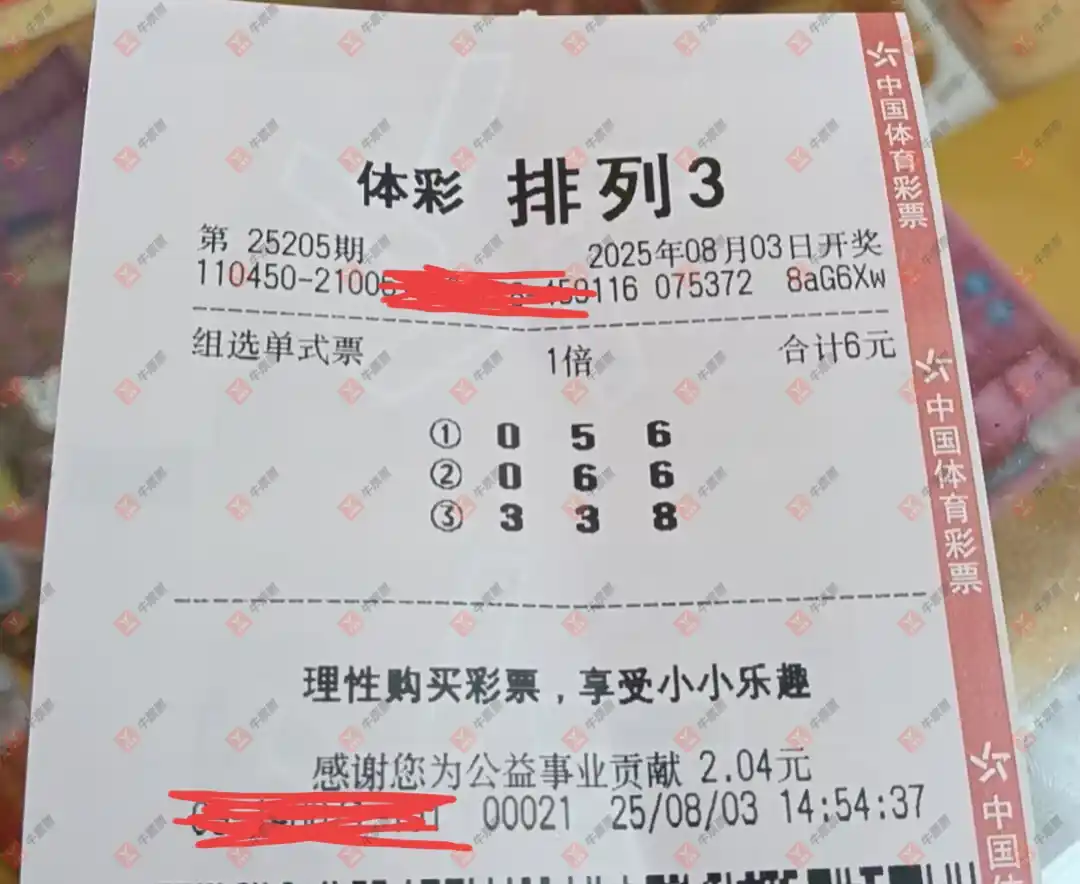 体彩 排列3
第 25205期 2025年08月03日开奖
110450-2100 116 075372 8aG6Xw
组选单式票 1倍 合计6元
① 0 5 6
② 0 6 6
③ 3 3 8
理性购买彩票，享受小小乐趣
感谢您为公益事业贡献 2.04元
00021 25/08/03 14:54:37
中国体育彩票
中国体育彩票
中国体